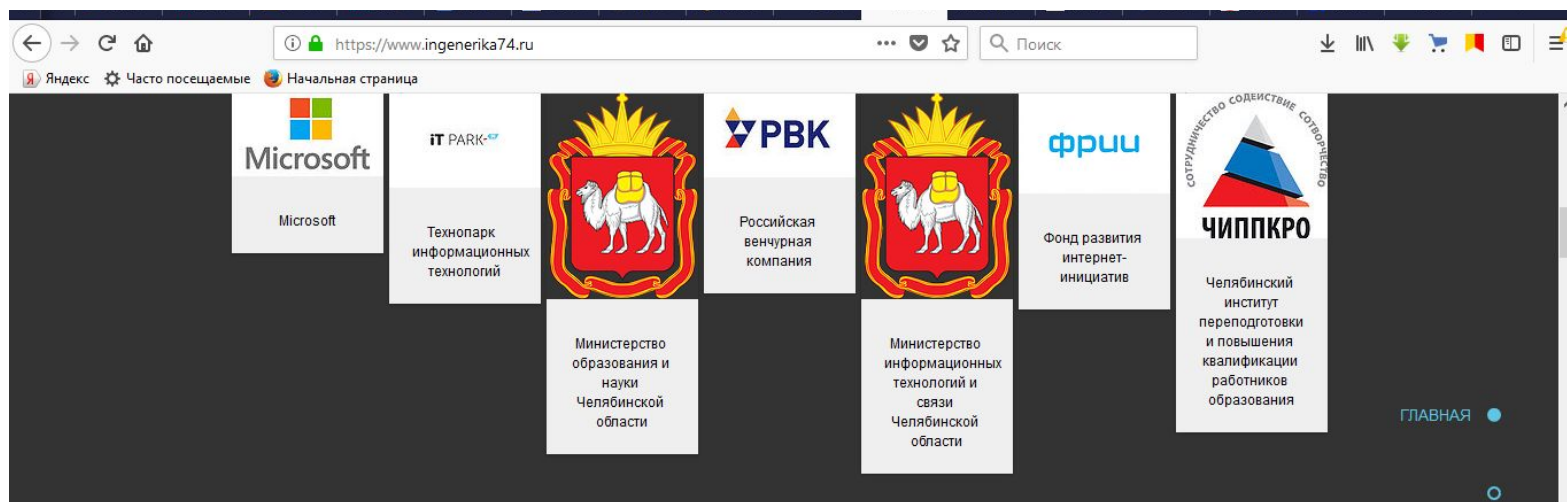 https://www.ingenerika74.ru
Поиск
Яндекс
Часто посещаемые
Начальная страница
Microsoft
Microsoft
iT PARK
Технопарк
информационных
технологий
Министерство
образования и
науки
Челябинской
области
РВК
Российская
венчурная
компания
Министерство
информационных
технологий и
связи
Челябинской
области
фрии
Фонд развития
интернет-
инициатив
СОТРУДНИЧЕСТВО СОДЕЙСТВИЕ СОТВОРЧЕСТВО
ЧИППКРО
Челябинский
институт
переподготовки
и повышения
квалификации
работников
образования
ГЛАВНАЯ